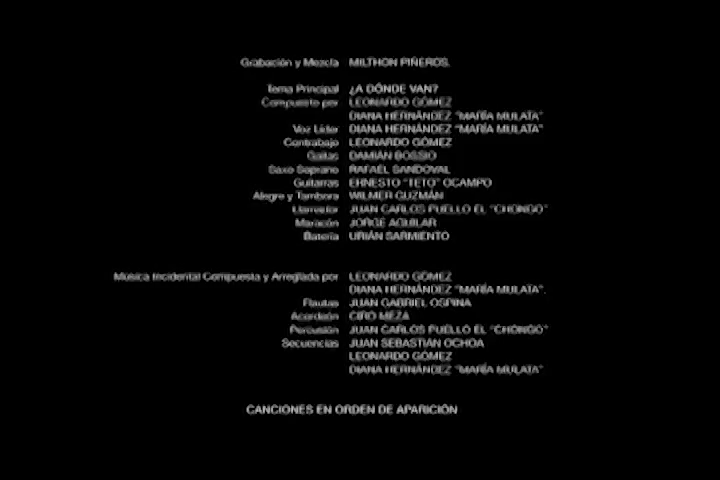 Grabación y Mezcla MILTHON PIÑEROS.
Tema Principal ¿A DÓNDE VAN?
Compuesto por LEONARDO GÓMEZ
DIANA HERNÁNDEZ "MARÍA MULATA"
Voz Líder DIANA HERNÁNDEZ "MARÍA MULATA"
Contrabajo LEONARDO GÓMEZ
Gaitas DAMIÁN BOSSIO
Saxo Soprano RAFAEL SANDOVAL
Guitarras ERNESTO "TETO" OCAMPO
Alegre y Tambora WILMER GUZMÁN
Llamador JUAN CARLOS PUELLO EL "CHONGO"
Maracón JORGE AGUILAR
Batería URIÁN SARMIENTO
Música Incidental Compuesta y Arreglada por LEONARDO GÓMEZ
DIANA HERNÁNDEZ "MARÍA MULATA".
Flautas JUAN GABRIEL OSPINA
Acordeón CIRO MEZA
Percusión JUAN CARLOS PUELLO EL "CHONGO"
Secuencias JUAN SEBASTIAN OCHOA
LEONARDO GÓMEZ
DIANA HERNÁNDEZ "MARÍA MULATA"
CANCIONES EN ORDEN DE APARICIÓN